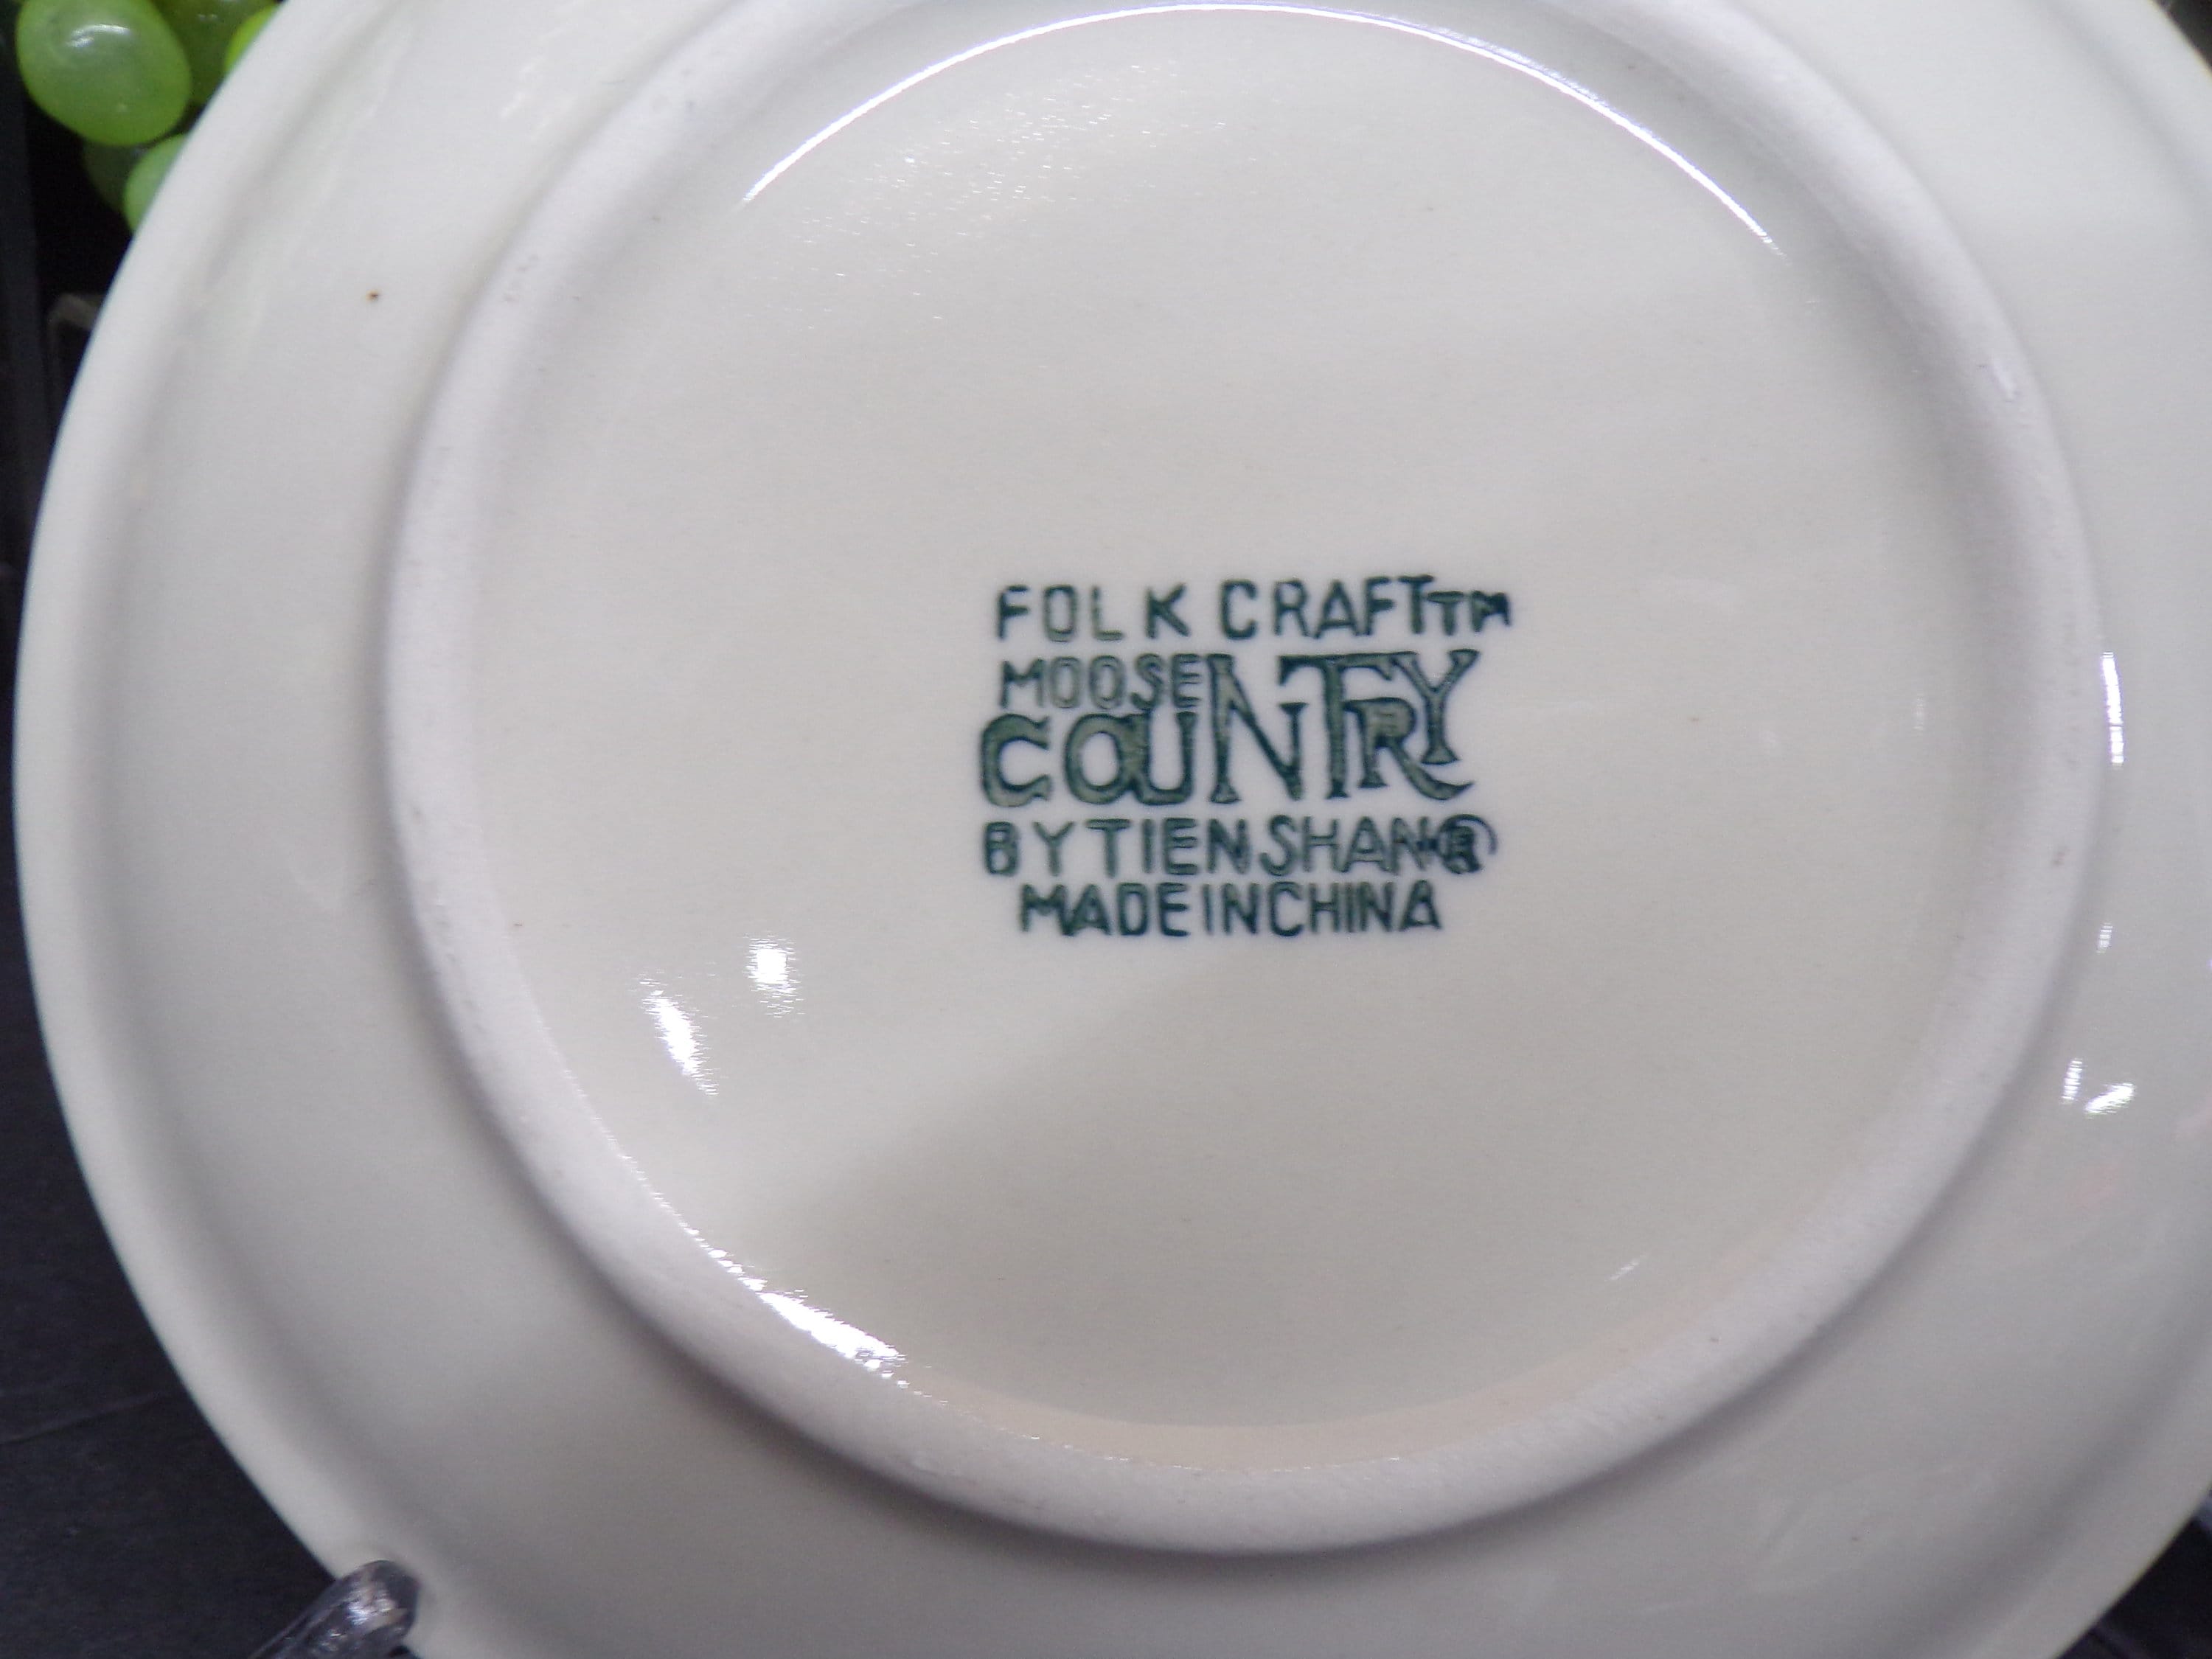 FOLK CRAFT™
MOOSE
COUNTRY
BY TIEN SHAN®
MADE IN CHINA